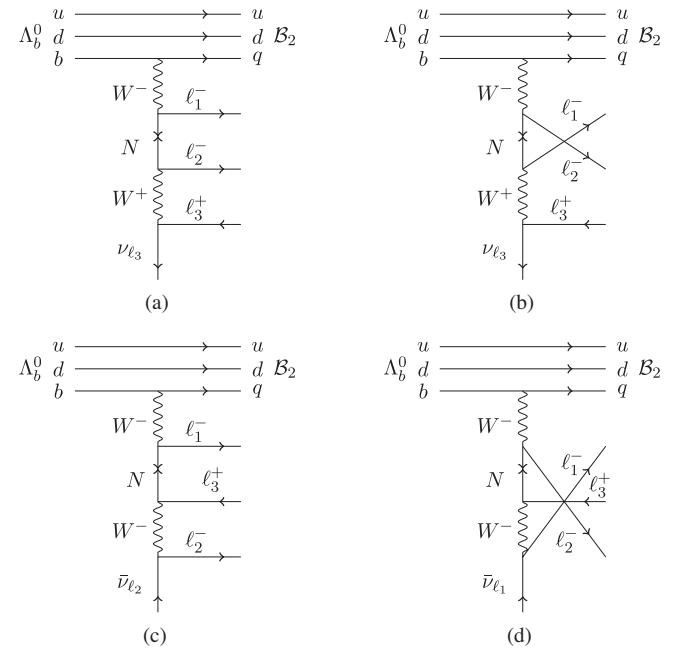 u u
Λ_b^0 d d ℬ_2
b q
W^-
ℓ_1^-
N
ℓ_2^-
W^+
ℓ_3^+
ν_{ℓ_3}
(a)
u u
Λ_b^0 d d ℬ_2
b q
W^-
ℓ_1^-
N
ℓ_2^-
W^+
ℓ_3^+
ν_{ℓ_3}
(b)
u u
Λ_b^0 d d ℬ_2
b q
W^-
ℓ_1^-
N
ℓ_3^+
W^-
ℓ_2^-
ν̄_{ℓ_2}
(c)
u u
Λ_b^0 d d ℬ_2
b q
W^-
ℓ_1^-
N
ℓ_3^+
W^-
ℓ_2^-
ν̄_{ℓ_1}
(d)